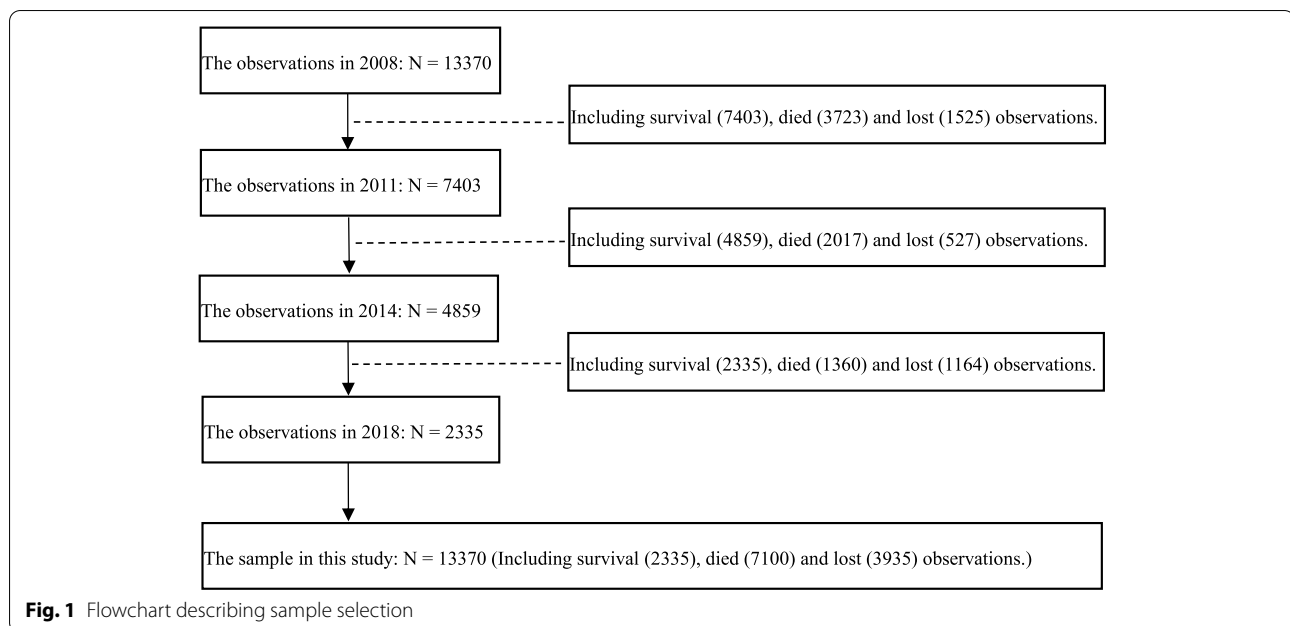 The observations in 2008: N = 13370
Including survival (7403), died (3723) and lost (1525) observations.
The observations in 2011: N = 7403
Including survival (4859), died (2017) and lost (527) observations.
The observations in 2014: N = 4859
Including survival (2335), died (1360) and lost (1164) observations.
The observations in 2018: N = 2335
The sample in this study: N = 13370 (Including survival (2335), died (7100) and lost (3935) observations.)
Fig. 1 Flowchart describing sample selection